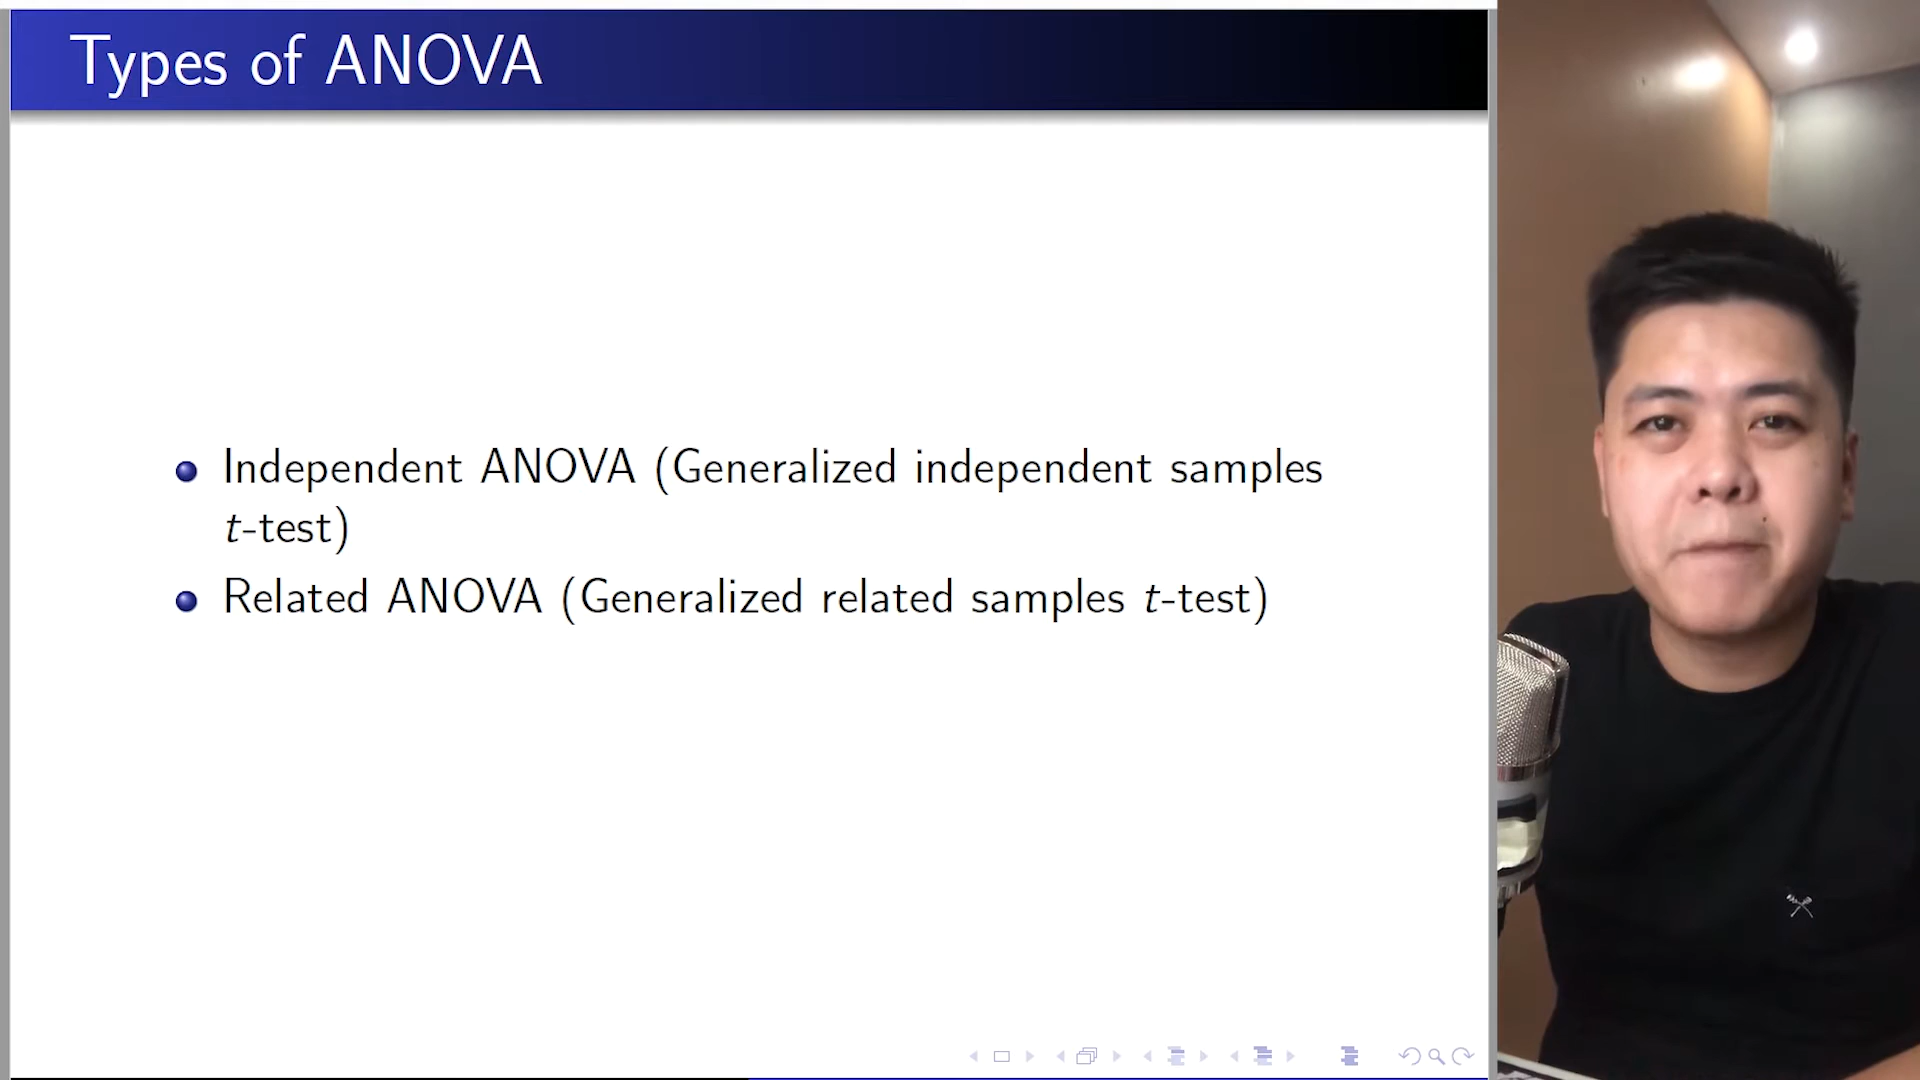 Types of ANOVA
Independent ANOVA (Generalized independent samples
t-test)
Related ANOVA (Generalized related samples t-test)